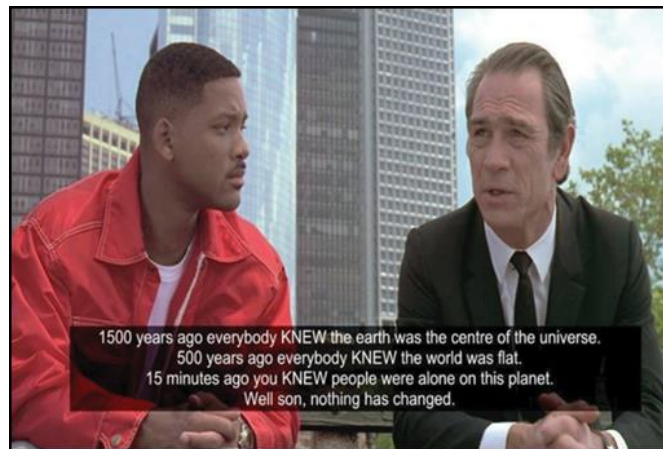 1500 years ago everybody KNEW the earth was the centre of the universe.
500 years ago everybody KNEW the world was flat.
15 minutes ago you KNEW people were alone on this planet.
Well son, nothing has changed.